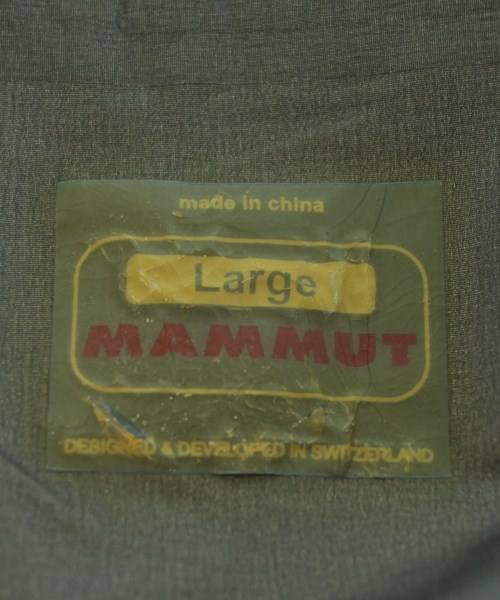 made in china
Large
MAMMUT
DESIGNED & DEVELOPED IN SWITZERLAND